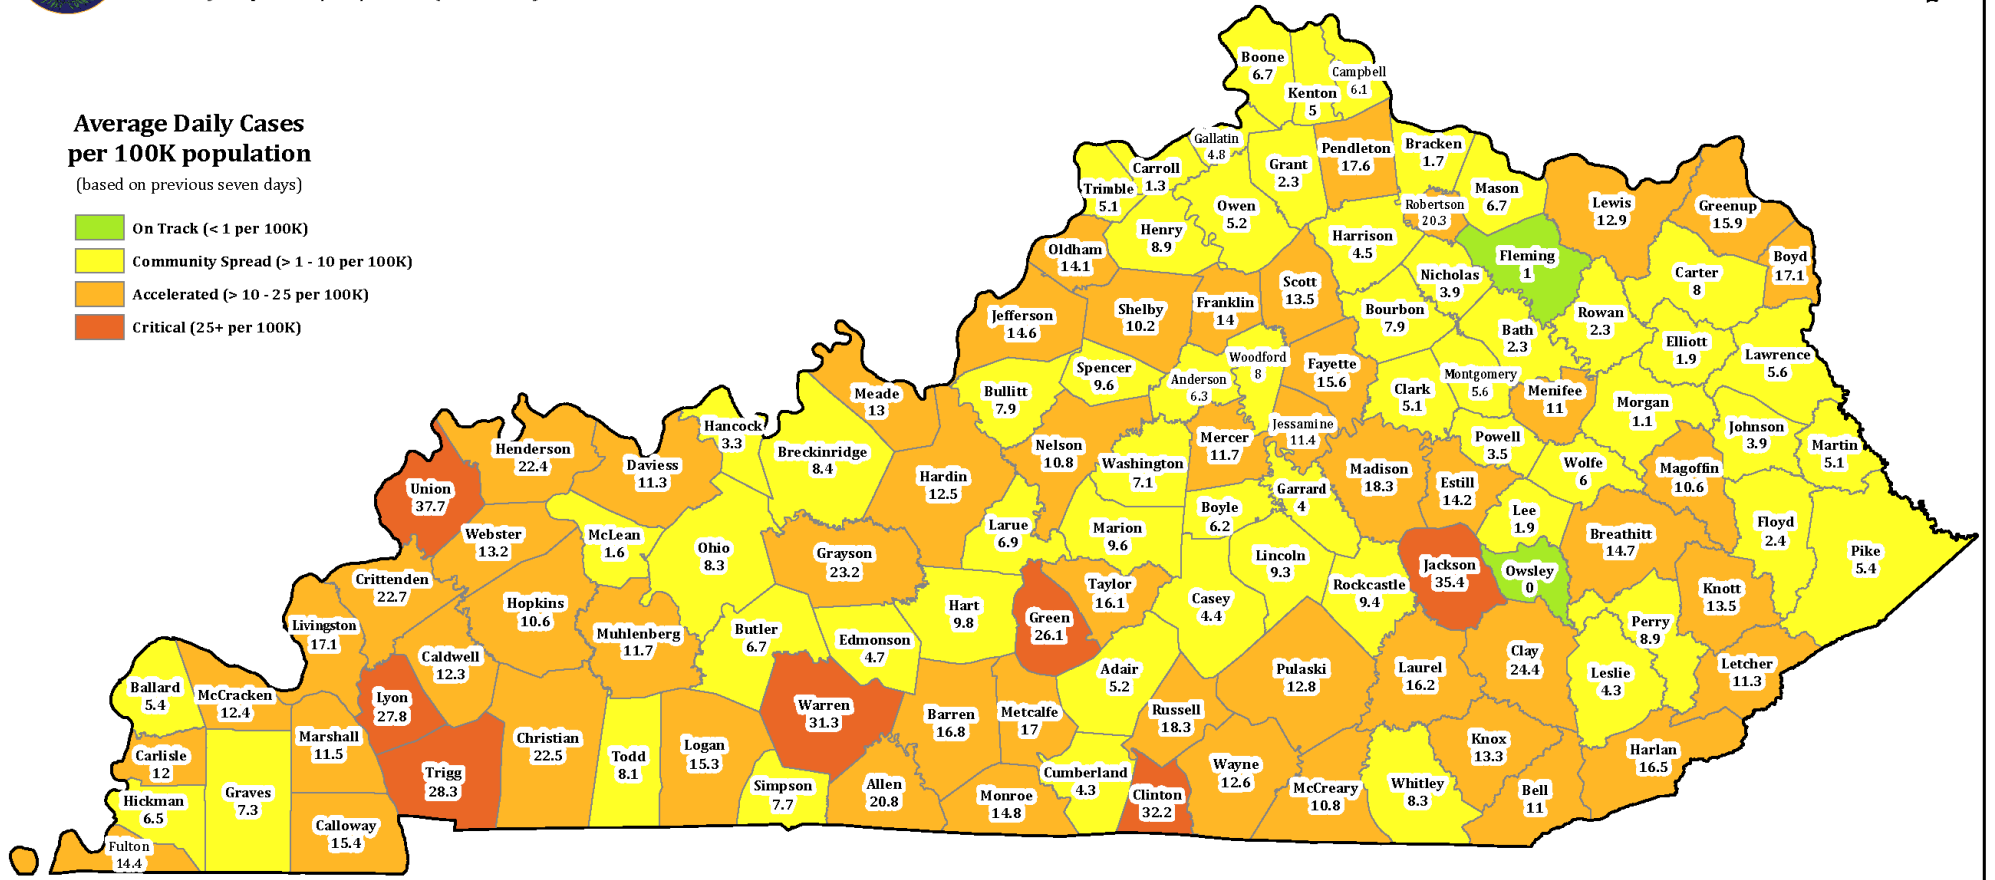 Average Daily Cases
per 100K population
(based on previous seven days)
On Track (< 1 per 100K)
Community Spread (> 1 - 10 per 100K)
Accelerated (> 10 - 25 per 100K)
Critical (25+ per 100K)
Boone
6.7
Kenton
5
Campbell
6.1
Gallatin
4.8
Carroll
1.3
Trimble
5.1
Grant
2.3
Pendleton
17.6
Bracken
1.7
Mason
6.7
Robertson
20.3
Lewis
12.9
Greenup
15.9
Boyd
17.1
Carter
8
Fleming
1
Owen
5.2
Henry
8.9
Oldham
14.1
Harrison
4.5
Nicholas
3.9
Scott
13.5
Franklin
14
Shelby
10.2
Jefferson
14.6
Bourbon
7.9
Bath
2.3
Rowan
2.3
Elliott
1.9
Lawrence
5.6
Woodford
8
Fayette
15.6
Spencer
9.6
Anderson
6.3
Bullitt
7.9
Meade
13
Clark
5.1
Montgomery
5.6
Menifee
11
Morgan
1.1
Johnson
3.9
Martin
5.1
Hancock
3.3
Breckinridge
8.4
Henderson
22.4
Daviess
11.3
Union
37.7
Webster
13.2
McLean
1.6
Ohio
8.3
Grayson
23.2
Hardin
12.5
Nelson
10.8
Washington
7.1
Mercer
11.7
Jessamine
11.4
Madison
18.3
Estill
14.2
Powell
3.5
Wolfe
6
Magoffin
10.6
Larue
6.9
Marion
9.6
Boyle
6.2
Garrard
4
Lincoln
9.3
Lee
1.9
Breathitt
14.7
Floyd
2.4
Pike
5.4
Crittenden
22.7
Livingston
17.1
Hopkins
10.6
Muhlenberg
11.7
Butler
6.7
Edmonson
4.7
Hart
9.8
Green
26.1
Taylor
16.1
Casey
4.4
Rockcastle
9.4
Jackson
35.4
Owsley
0
Knott
13.5
Perry
8.9
Letcher
11.3
Leslie
4.3
Clay
24.4
Laurel
16.2
Pulaski
12.8
Adair
5.2
Russell
18.3
Metcalfe
17
Barren
16.8
Warren
31.3
Caldwell
12.3
Lyon
27.8
Trigg
28.3
Christian
22.5
Todd
8.1
Logan
15.3
Simpson
7.7
Allen
20.8
Monroe
14.8
Cumberland
4.3
Clinton
32.2
Wayne
12.6
McCreary
10.8
Whitley
8.3
Knox
13.3
Bell
11
Harlan
16.5
Ballard
5.4
McCracken
12.4
Marshall
11.5
Carlisle
12
Hickman
6.5
Graves
7.3
Calloway
15.4
Fulton
14.4